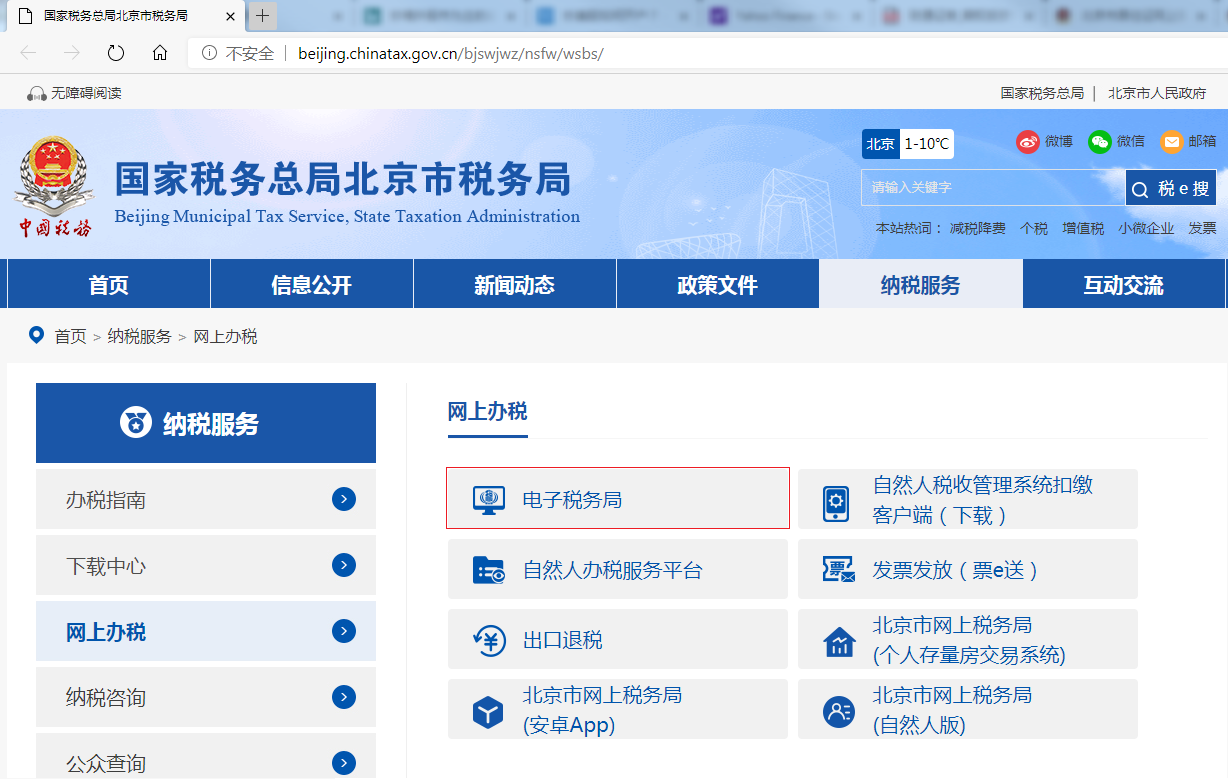 国家税务总局北京市税务局
不安全
beijing.chinatax.gov.cn/bjswjwz/nsfw/wsbs/
无障碍阅读
国家税务总局 | 北京市人民政府
中国税务
国家税务总局北京市税务局
Beijing Municipal Tax Service, State Taxation Administration
北京 1-10℃
微博 微信 邮箱
请输入关键字
税 e 搜
本站热词： 减税降费 个税 增值税 小微企业 发票
首页 信息公开 新闻动态 政策文件 纳税服务 互动交流
首页 > 纳税服务 > 网上办税
纳税服务
办税指南
下载中心
网上办税
纳税咨询
公众查询
网上办税
电子税务局
自然人税收管理系统扣缴
客户端（下载）
自然人办税服务平台
发票发放（票e送）
出口退税
北京市网上税务局
(个人存量房交易系统)
北京市网上税务局
(安卓App)
北京市网上税务局
(自然人版)